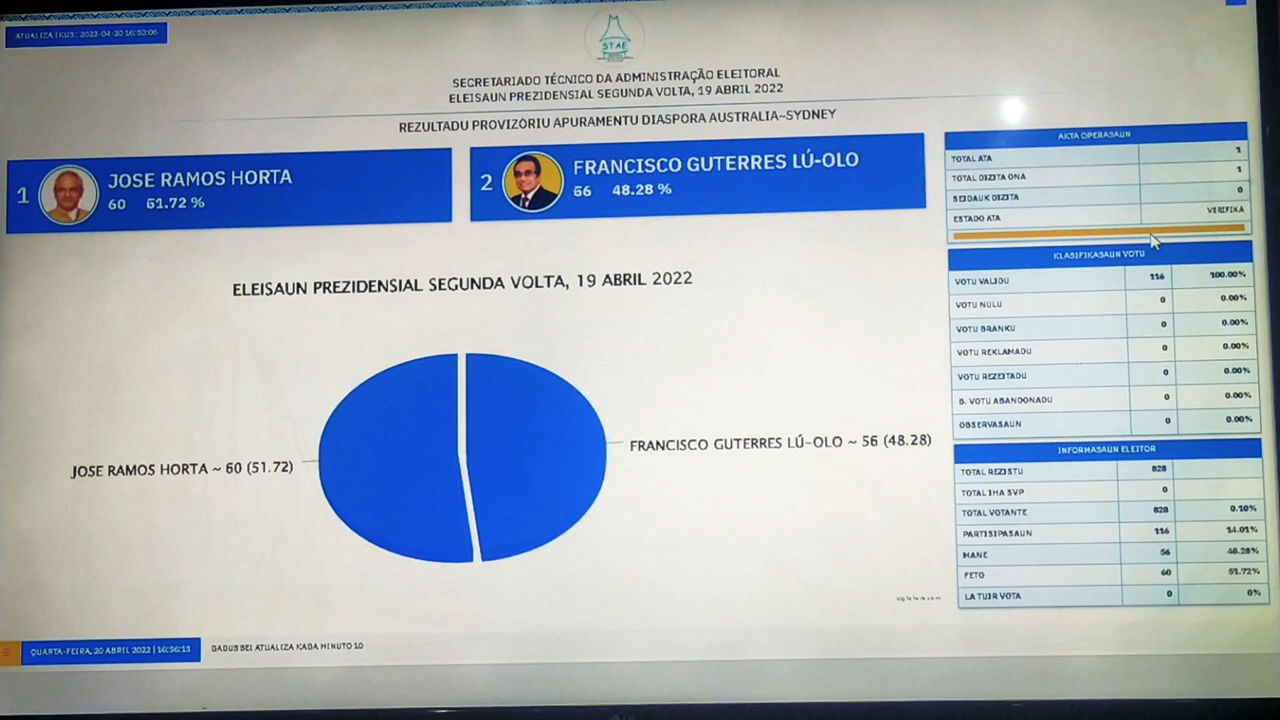 ATUALIZA IKUS: 2022-04-20 16:50:06
STAE
SECRETARIADO TÉCNICO DA ADMINISTRAÇÃO ELEITORAL
ELEISAUN PREZIDENSIAL SEGUNDA VOLTA, 19 ABRIL 2022
REZULTADU PROVIZÓRIU APURAMENTU DIASPORA AUSTRALIA~SYDNEY
1 JOSE RAMOS HORTA
60 51.72 %
2 FRANCISCO GUTERRES LÚ-OLO
56 48.28 %
ELEISAUN PREZIDENSIAL SEGUNDA VOLTA, 19 ABRIL 2022
JOSE RAMOS HORTA ~ 60 (51.72)
FRANCISCO GUTERRES LÚ-OLO ~ 56 (48.28)
AKTA OPERASAUN
TOTAL ATA 1
TOTAL DIZITA ONA 1
SEIDAUK DIZITA 0
ESTADO ATA VERIFIKA
KLASIFIKASAUN VOTU
VOTU VALIDU 116 100.00%
VOTU NULU 0 0.00%
VOTU BRANKU 0 0.00%
VOTU REKLAMADU 0 0.00%
VOTU REZEITADU 0 0.00%
B. VOTU ABANDONADU 0 0.00%
OBSERVASAUN 0 0.00%
INFORMASAUN ELEITOR
TOTAL REZISTU 828
TOTAL IHA SVP 0
TOTAL VOTANTE 828 0.10%
PARTISIPASAUN 116 14.01%
MANE 56 48.28%
FETO 60 51.72%
LA TUIR VOTA 0 0%
QUARTA-FEIRA, 20 ABRIL 2022 | 16:56:15
DADUS SEI ATUALIZA KADA MINUTO 10